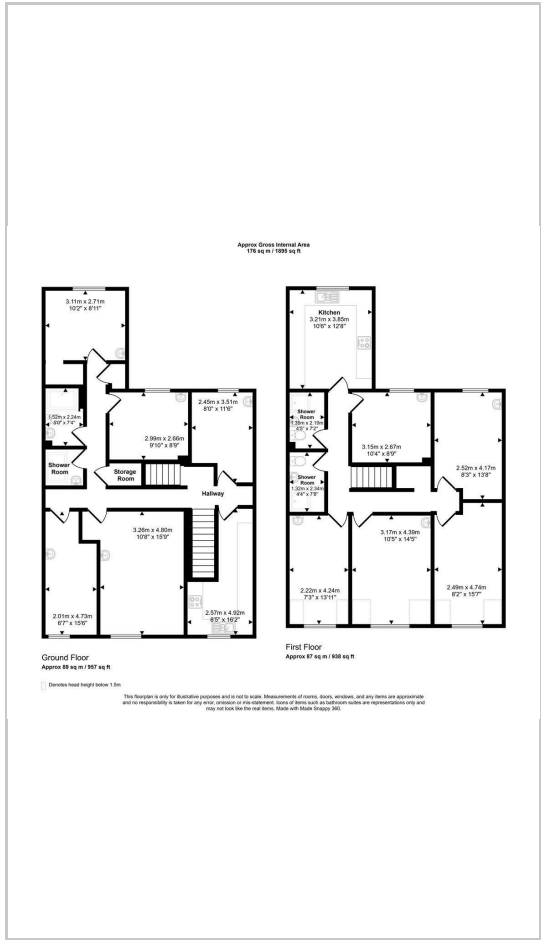 Approx Gross Internal Area
176 sq m / 1895 sq ft
3.11m x 2.71m
10'2" x 8'11"
1.52m x 2.24m
5'0" x 7'4"
2.99m x 2.66m
9'10" x 8'9"
2.45m x 3.51m
8'0" x 11'6"
Shower
Room
Storage
Room
Hallway
3.26m x 4.80m
10'8" x 15'9"
2.01m x 4.73m
6'7" x 15'6"
2.57m x 4.92m
8'5" x 16'2"
Ground Floor
Approx 89 sq m / 957 sq ft
Kitchen
3.21m x 3.85m
10'6" x 12'8"
Shower
Room
1.35m x 2.19m
4'5" x 7'2"
3.15m x 2.67m
10'4" x 8'9"
2.52m x 4.17m
8'3" x 13'8"
Shower
Room
1.32m x 2.34m
4'4" x 7'8"
3.17m x 4.39m
10'5" x 14'5"
2.22m x 4.24m
7'3" x 13'11"
2.49m x 4.74m
8'2" x 15'7"
First Floor
Approx 87 sq m / 938 sq ft
Denotes head height below 1.5m
This floorplan is only for illustrative purposes and is not to scale. Measurements of rooms, doors, windows, and any items are approximate
and no responsibility is taken for any error, omission or mis-statement. Icons of items such as bathroom suites are representations only and
may not look like the real items. Made with Made Snappy 360.